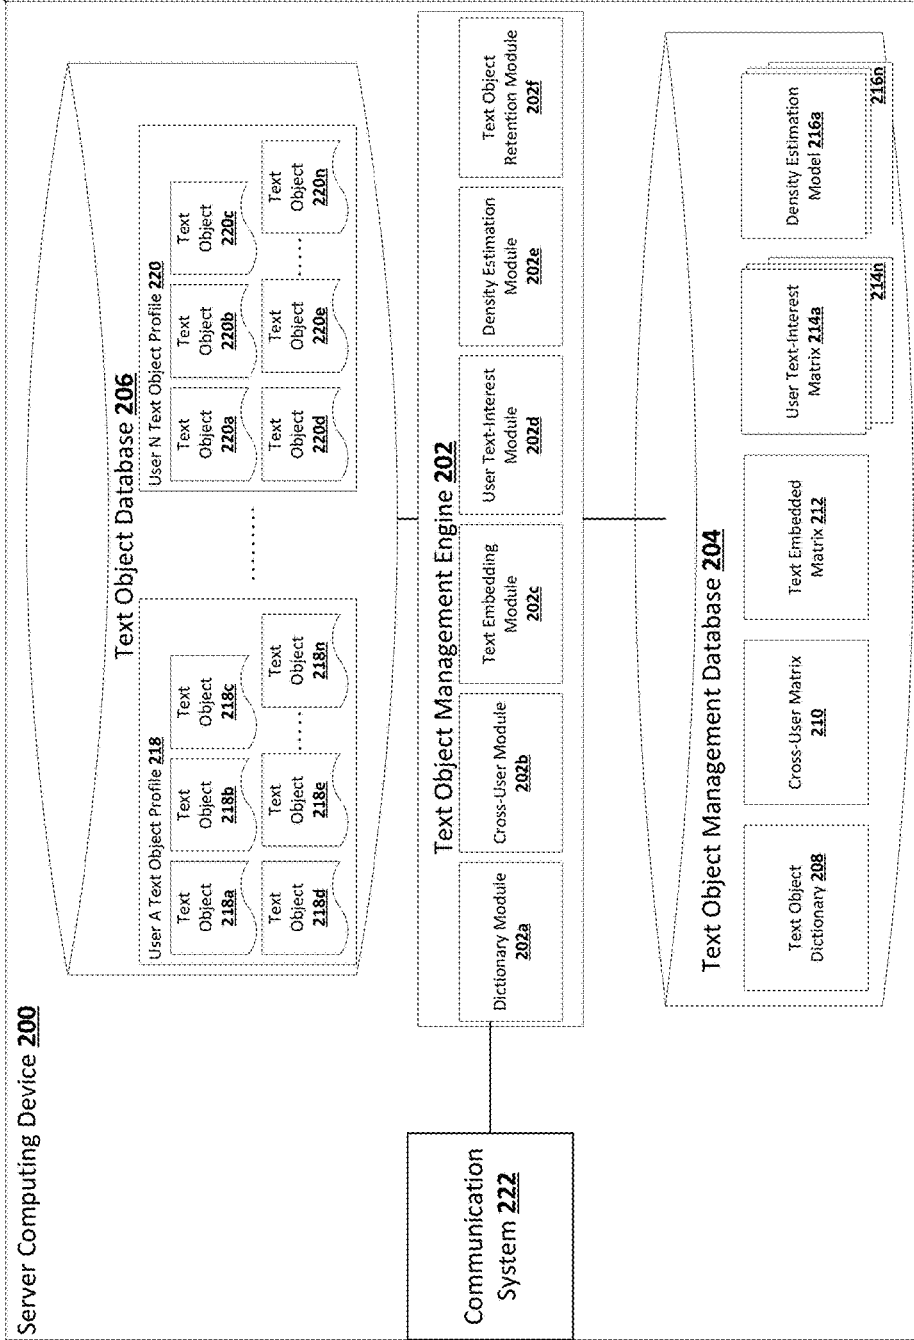 Server Computing Device 200
Text Object Database 206
User A Text Object Profile 218
Text
Object
218a
Text
Object
218b
Text
Object
218c
Text
Object
218d
Text
Object
218e
......
Text
Object
218n
.......
User N Text Object Profile 220
Text
Object
220a
Text
Object
220b
Text
Object
220c
Text
Object
220d
Text
Object
220e
.....
Text
Object
220n
Communication
System 222
Text Object Management Engine 202
Dictionary Module
202a
Cross-User Module
202b
Text Embedding
Module
202c
User Text-Interest
Module
202d
Density Estimation
Module
202e
Text Object
Retention Module
202f
Text Object Management Database 204
Text Object
Dictionary 208
Cross-User Matrix
210
Text Embedded
Matrix 212
User Text-Interest
Matrix 214a
214n
Density Estimation
Model 216a
216n